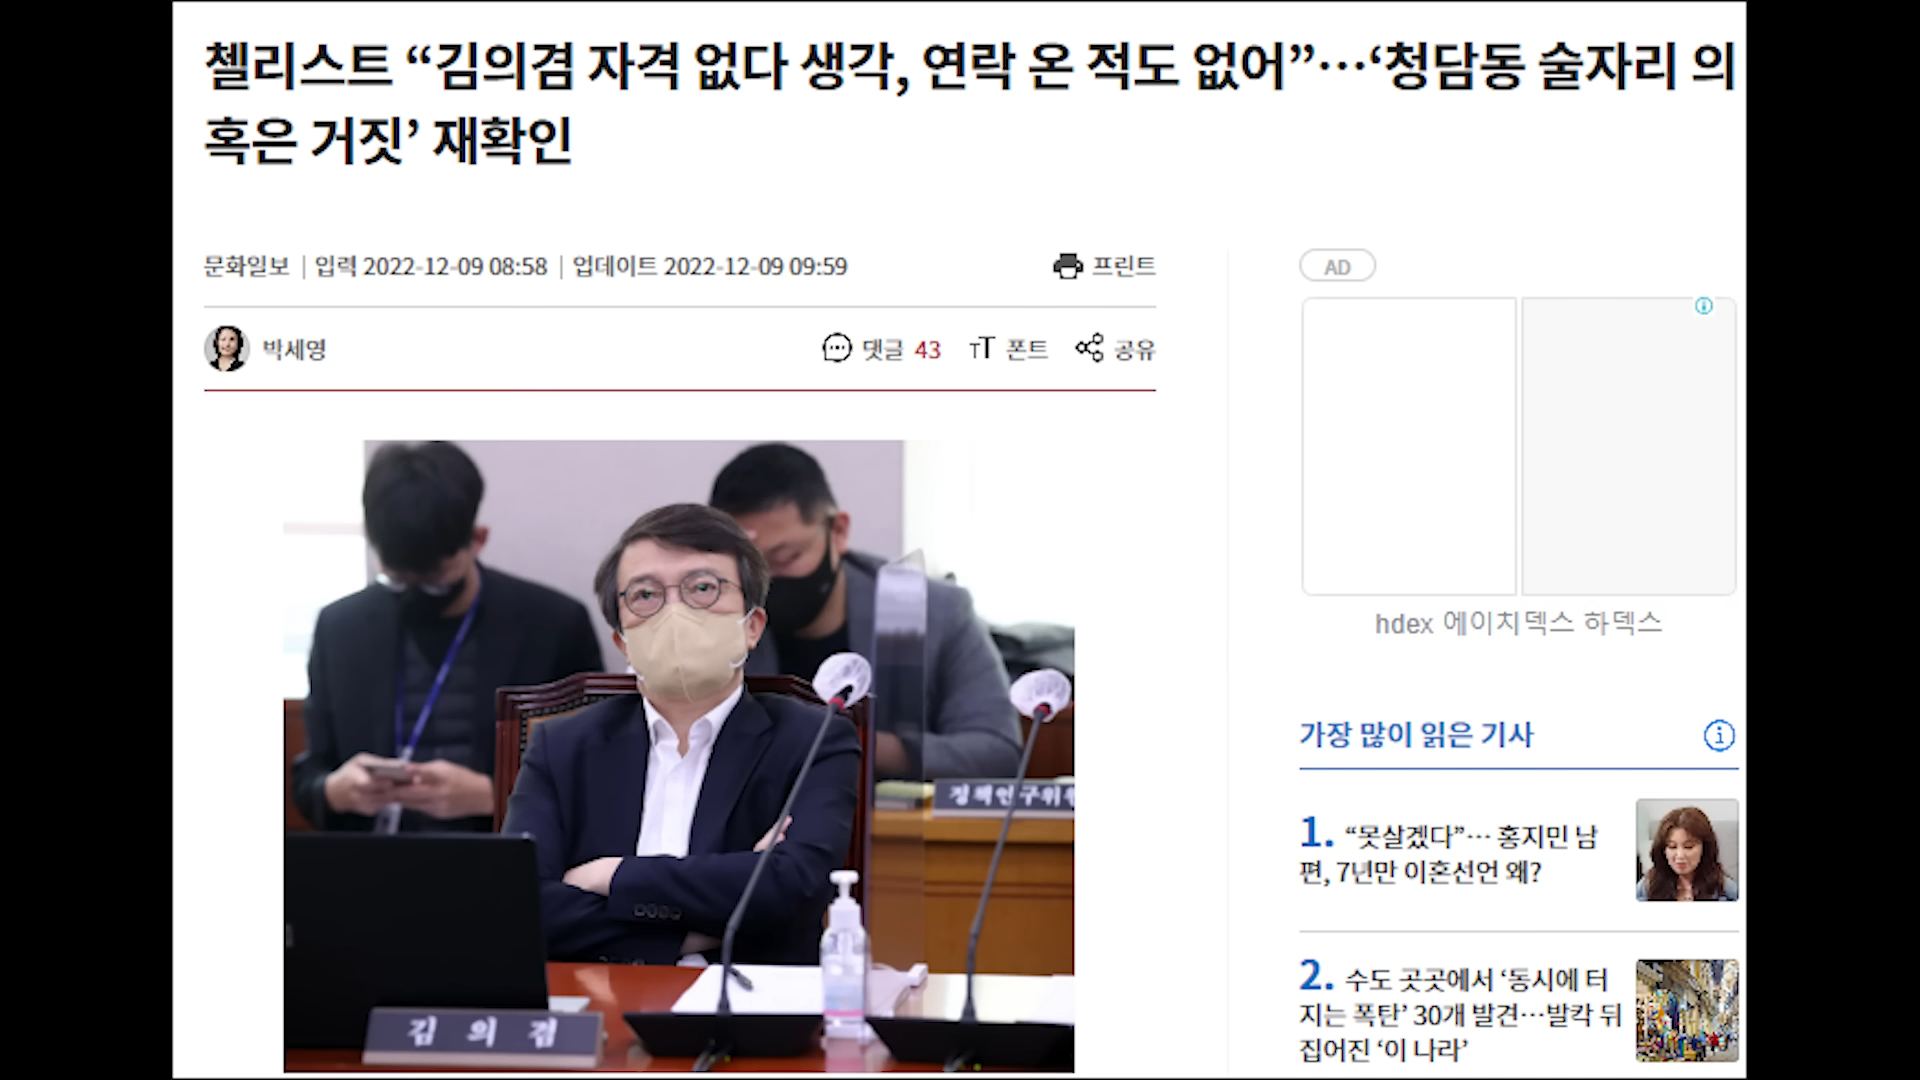 첼리스트 “김의겸 자격 없다 생각, 연락 온 적도 없어”…‘청담동 술자리 의
혹은 거짓’ 재확인
문화일보 | 입력 2022-12-09 08:58 | 업데이트 2022-12-09 09:59
프린트
박세영
댓글 43
TT 폰트
공유
AD
hdex 에이치덱스 하덱스
가장 많이 읽은 기사
1. “못살겠다”… 홍지민 남
편, 7년만 이혼선언 왜?
2. 수도 곳곳에서 ‘동시에 터
지는 폭탄’ 30개 발견…발칵 뒤
집어진 ‘이 나라’
정책연구위원
김 의 겸